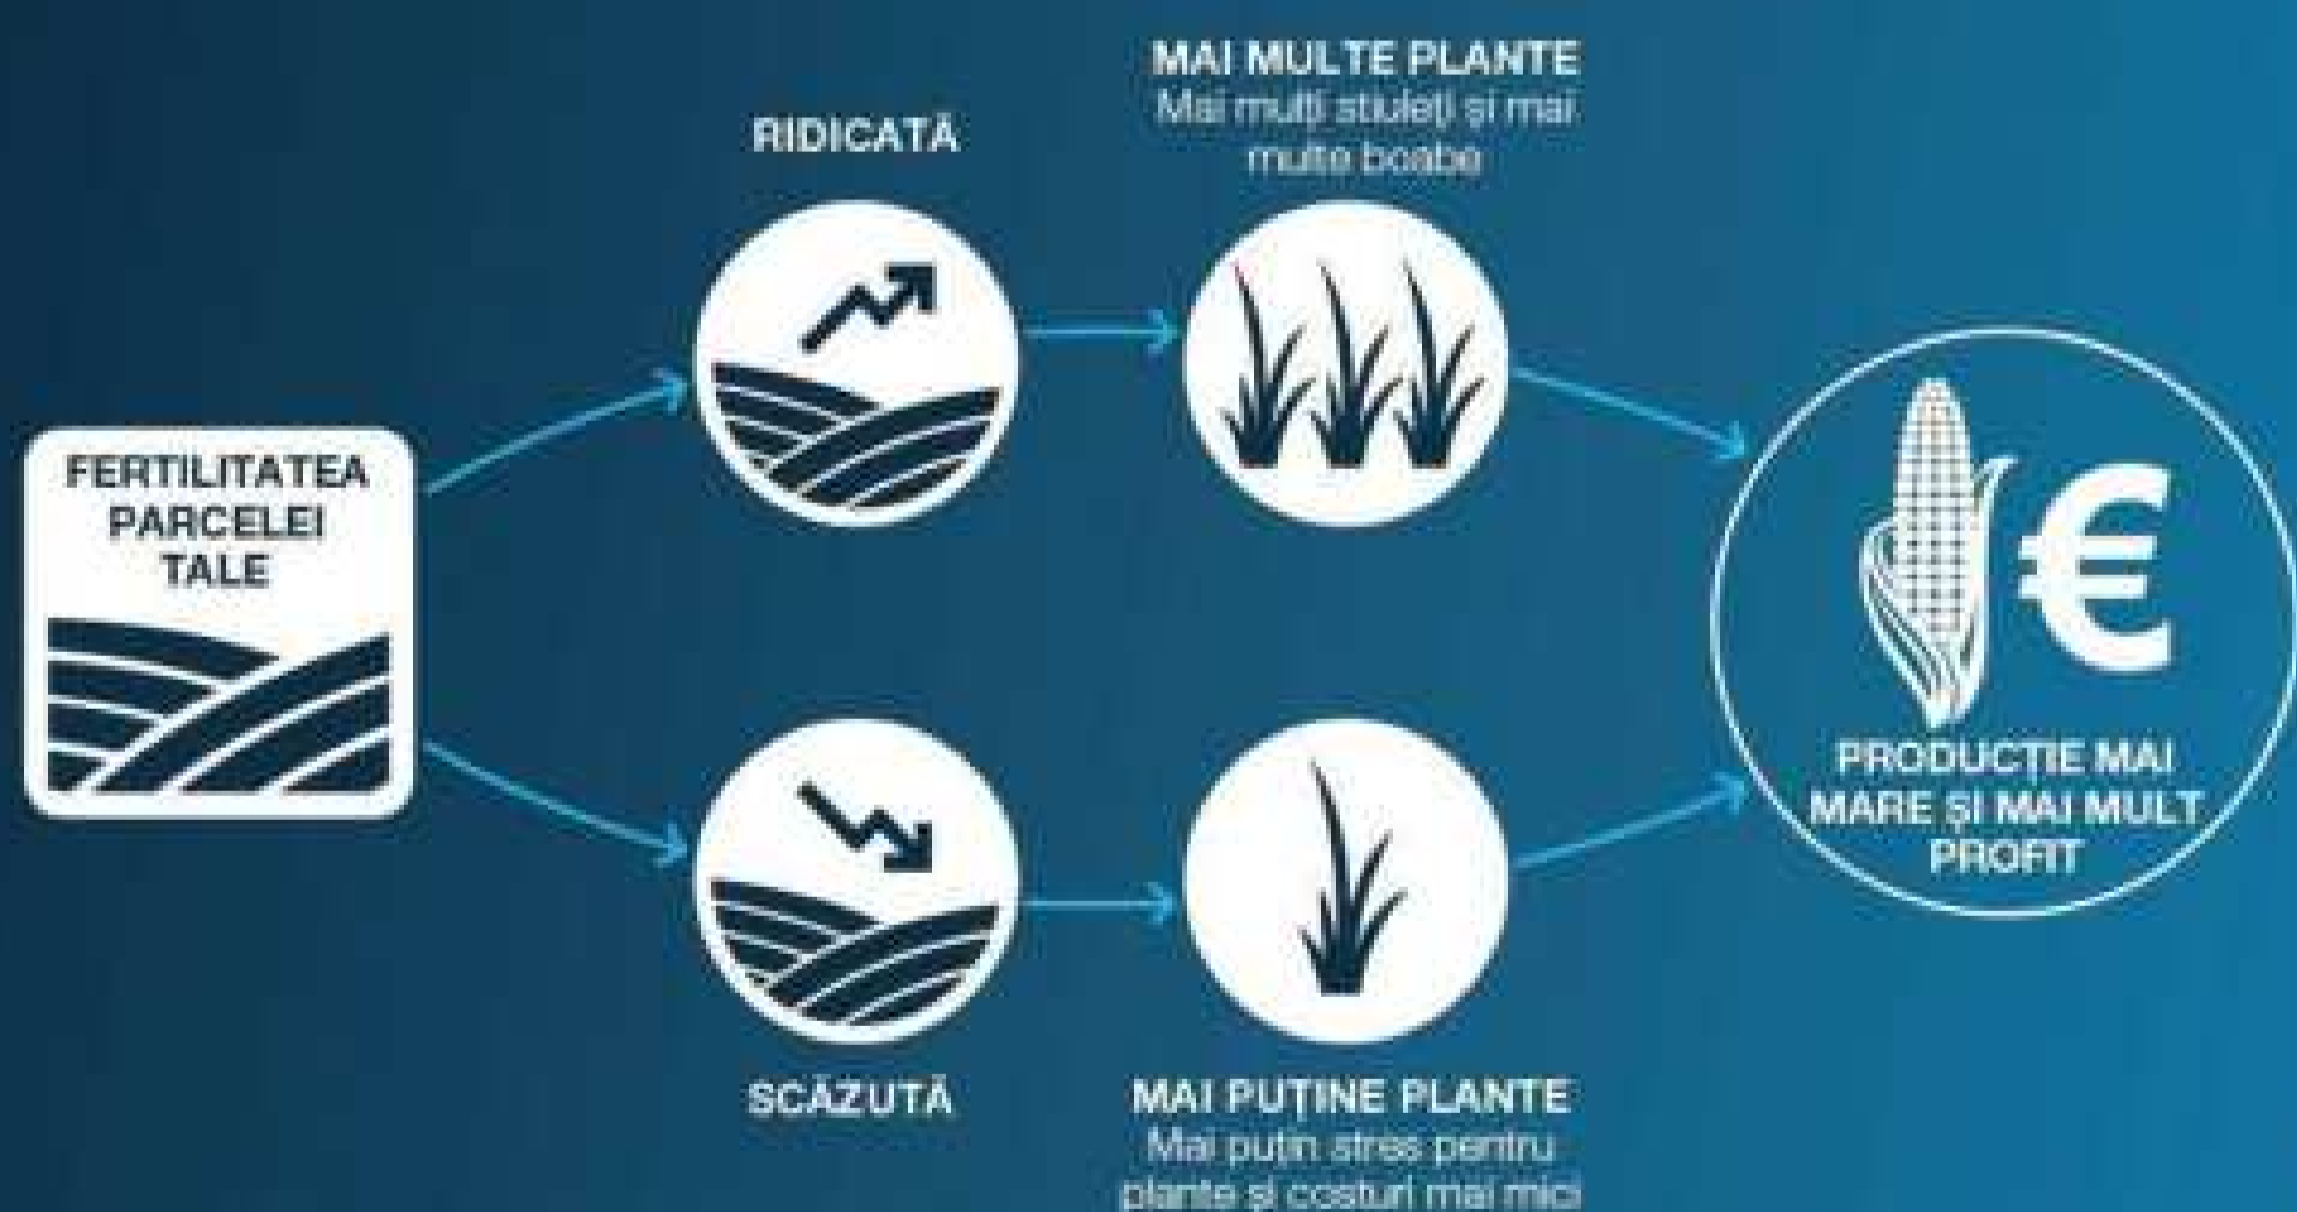 MAI MULTE PLANTE
Mai mulți știuleți și mai
multe boabe
RIDICATĂ
FERTILITATEA
PARCELEI
TALE
€
PRODUCȚIE MAI
MARE ȘI MAI MULT
PROFIT
SCĂZUTĂ
MAI PUȚINE PLANTE
Mai puțin stres pentru
plante și costuri mai mici